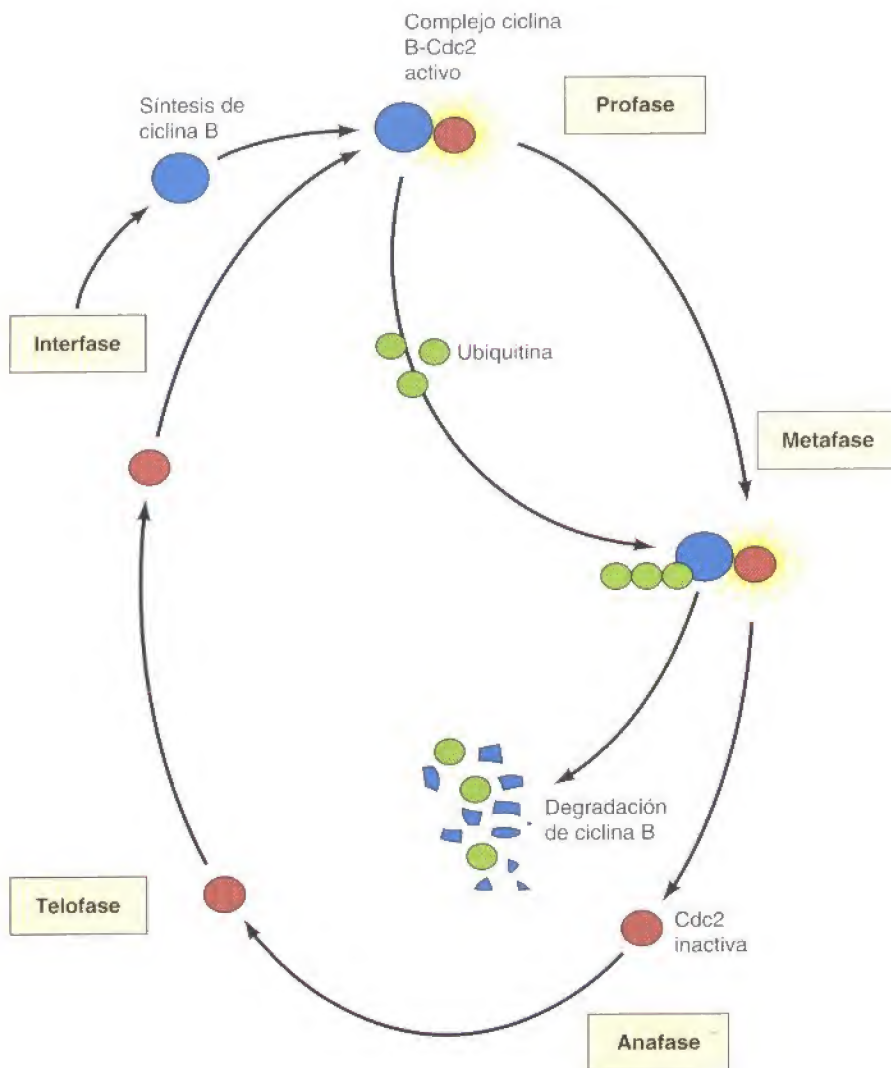 Complejo ciclina
B-Cdc2
activo
Profase
Síntesis de
ciclina B
Interfase
Ubiquitina
Metafase
Degradación
de ciclina B
Telofase
Cdc2
inactiva
Anafase